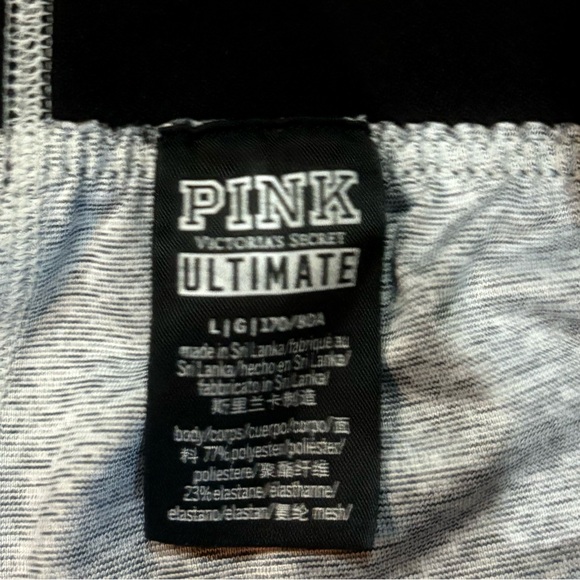 PINK
VICTORIA'S SECRET
ULTIMATE
L|G|170/80A
made in Sri Lanka/fabriqué au
Sri Lanka/hecho en Sri Lanka/
fabbricato in Sri Lanka/
斯里兰卡制造
body/corps/cuerpo/corpo/面
料 77% polyester/poliéster/
poliestere/聚酯纤维
23% elastane/élasthanne/
elastano/elastan/氨纶 mesh/